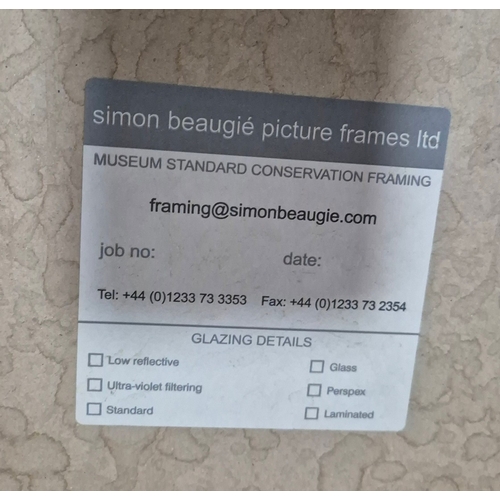 simon beaugié picture frames ltd
MUSEUM STANDARD CONSERVATION FRAMING
framing@simonbeaugie.com
job no: date:
Tel: +44 (0)1233 73 3353 Fax: +44 (0)1233 73 2354
GLAZING DETAILS
Low reflective Glass
Ultra-violet filtering Perspex
Standard Laminated